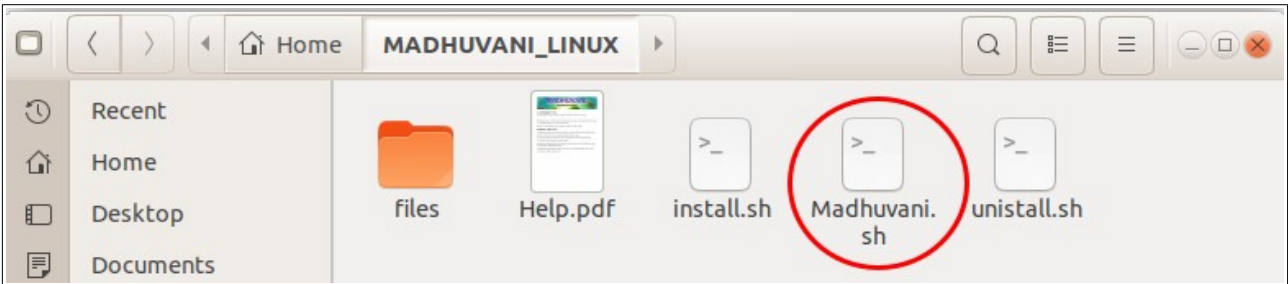 Home MADHUVANI_LINUX
Recent
Home
Desktop
Documents
files Help.pdf install.sh Madhuvani. unistall.sh
sh